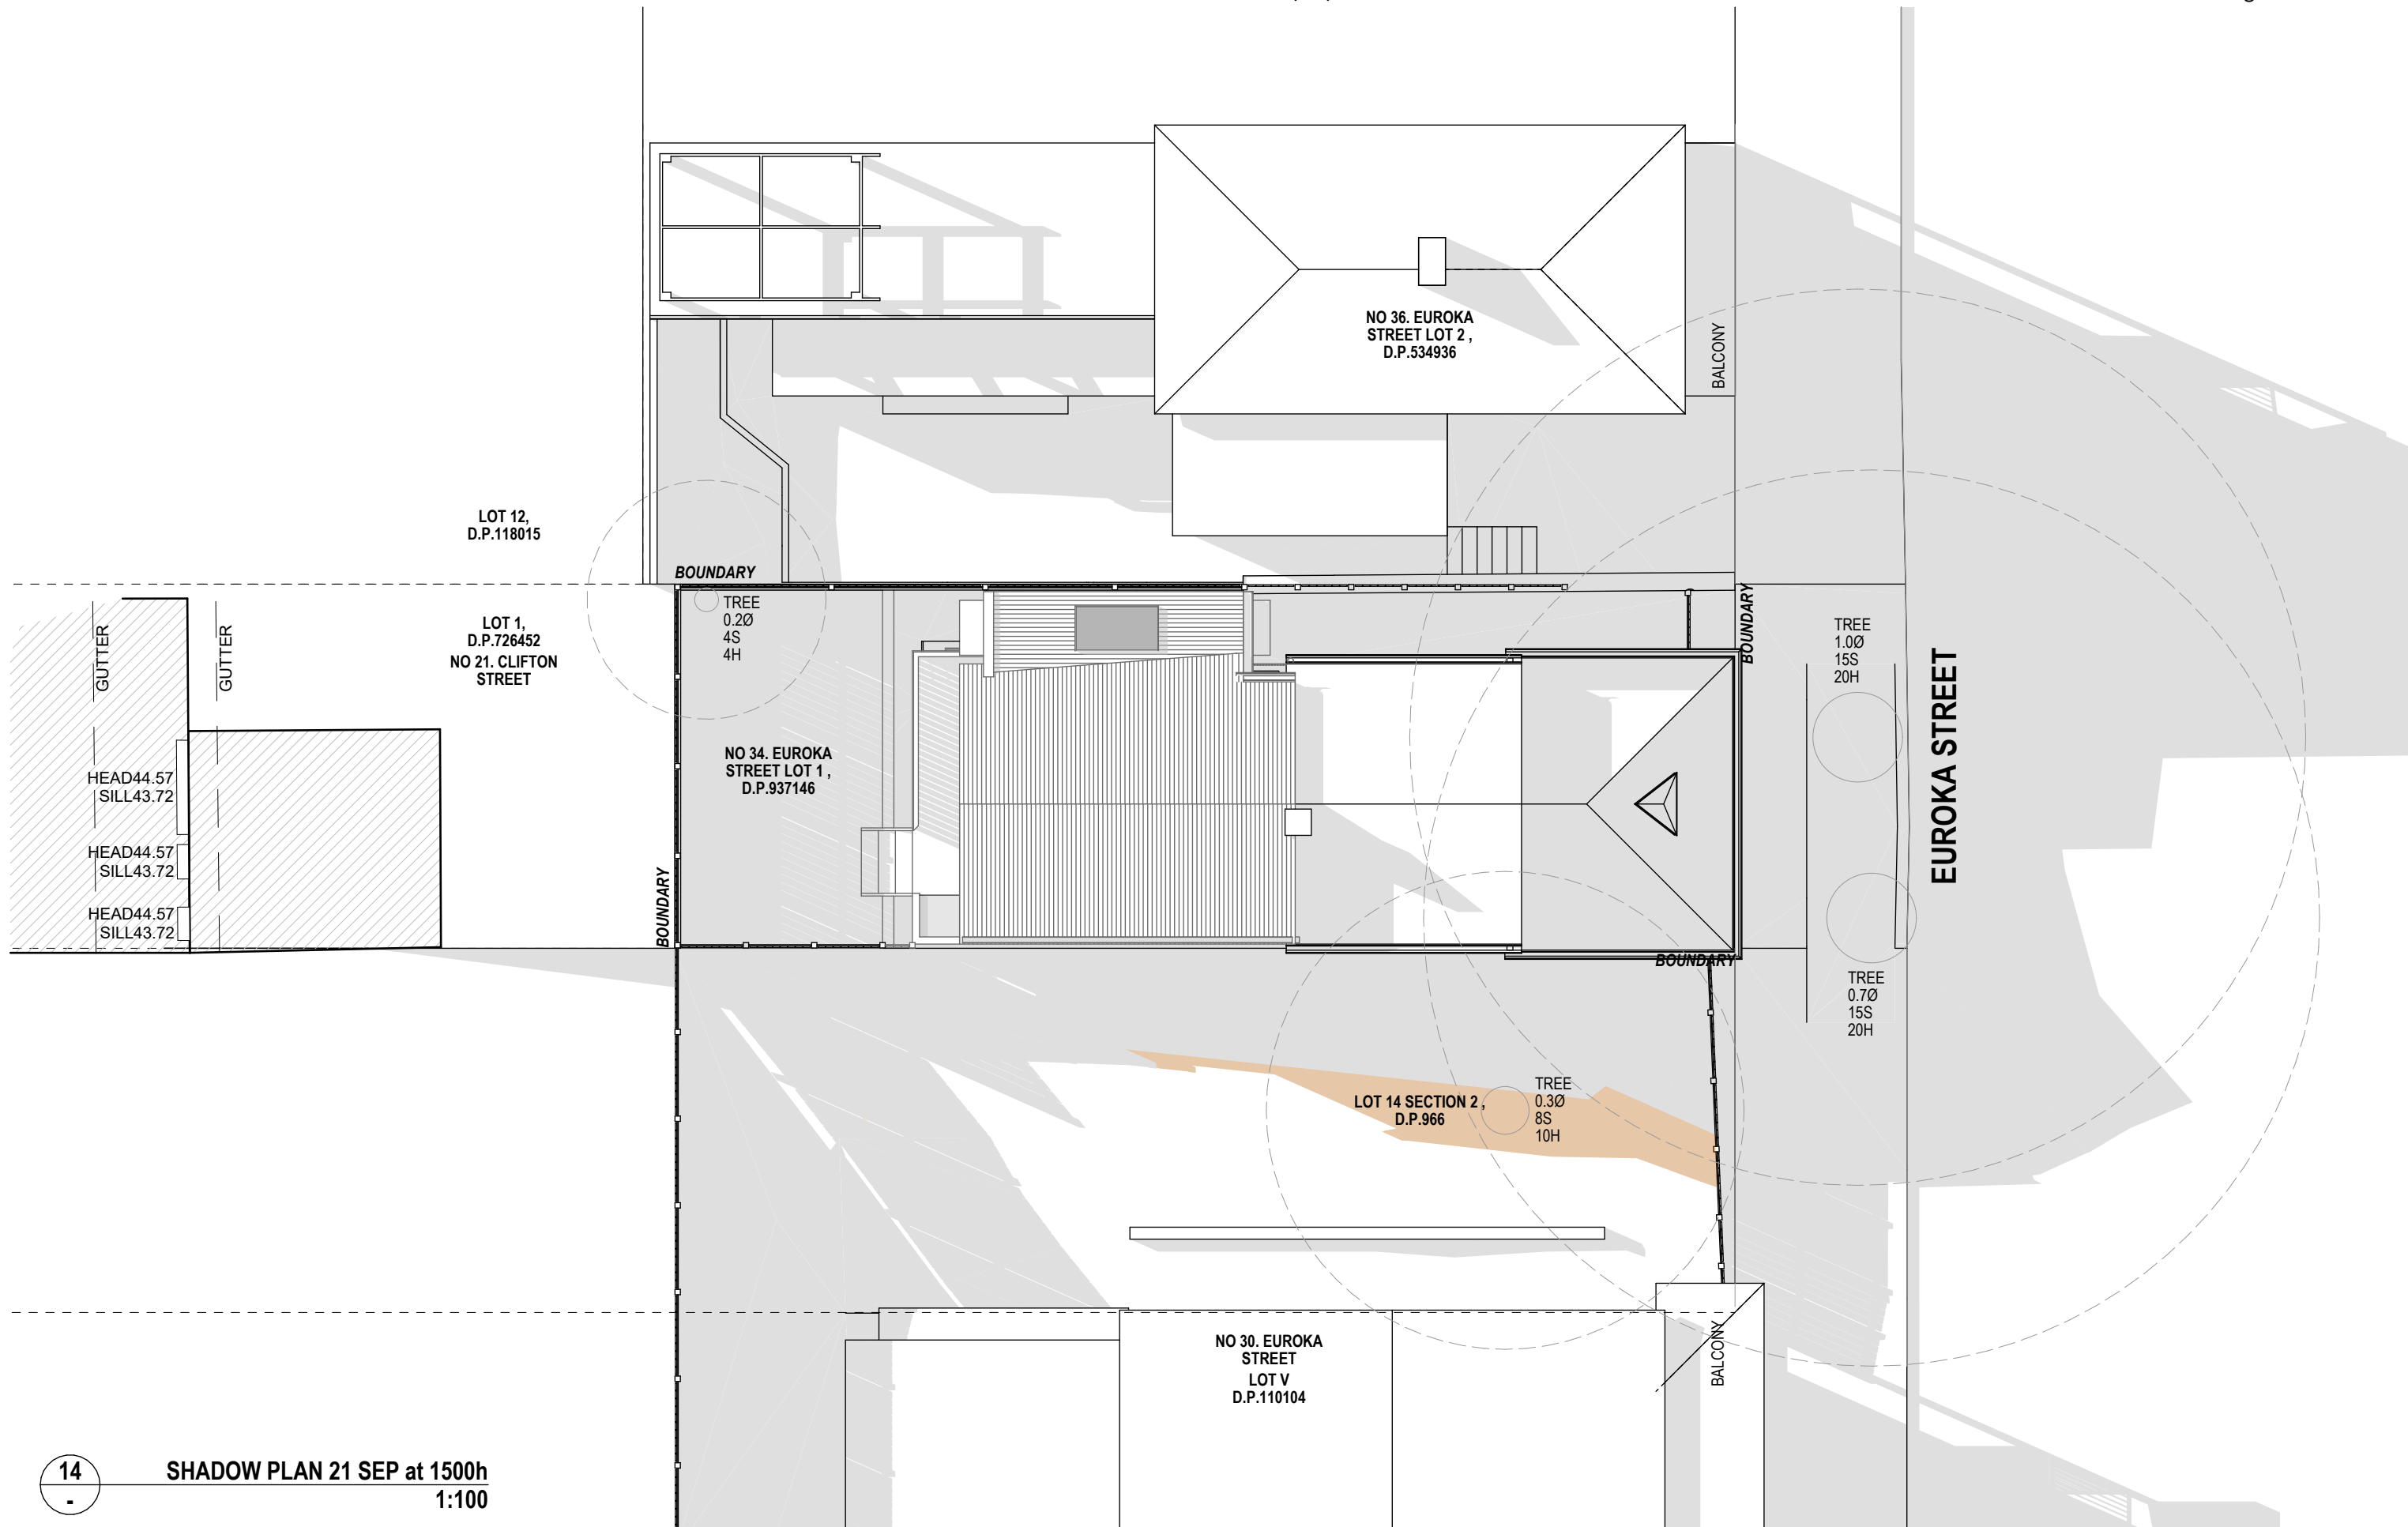 NO 36. EUROKA
STREET LOT 2 ,
D.P.534936
BALCONY
LOT 12,
D.P.118015
BOUNDARY
TREE
0.2Ø
4S
4H
LOT 1,
D.P.726452
NO 21. CLIFTON
STREET
GUTTER
GUTTER
BOUNDARY
TREE
1.0Ø
15S
20H
EUROKA STREET
NO 34. EUROKA
STREET LOT 1 ,
D.P.937146
HEAD44.57
SILL43.72
HEAD44.57
SILL43.72
HEAD44.57
SILL43.72
BOUNDARY
BOUNDARY
TREE
0.7Ø
15S
20H
LOT 14 SECTION 2 ,
D.P.966
TREE
0.3Ø
8S
10H
NO 30. EUROKA
STREET
LOT V
D.P.110104
BALCONY
14
-
SHADOW PLAN 21 SEP at 1500h
1:100